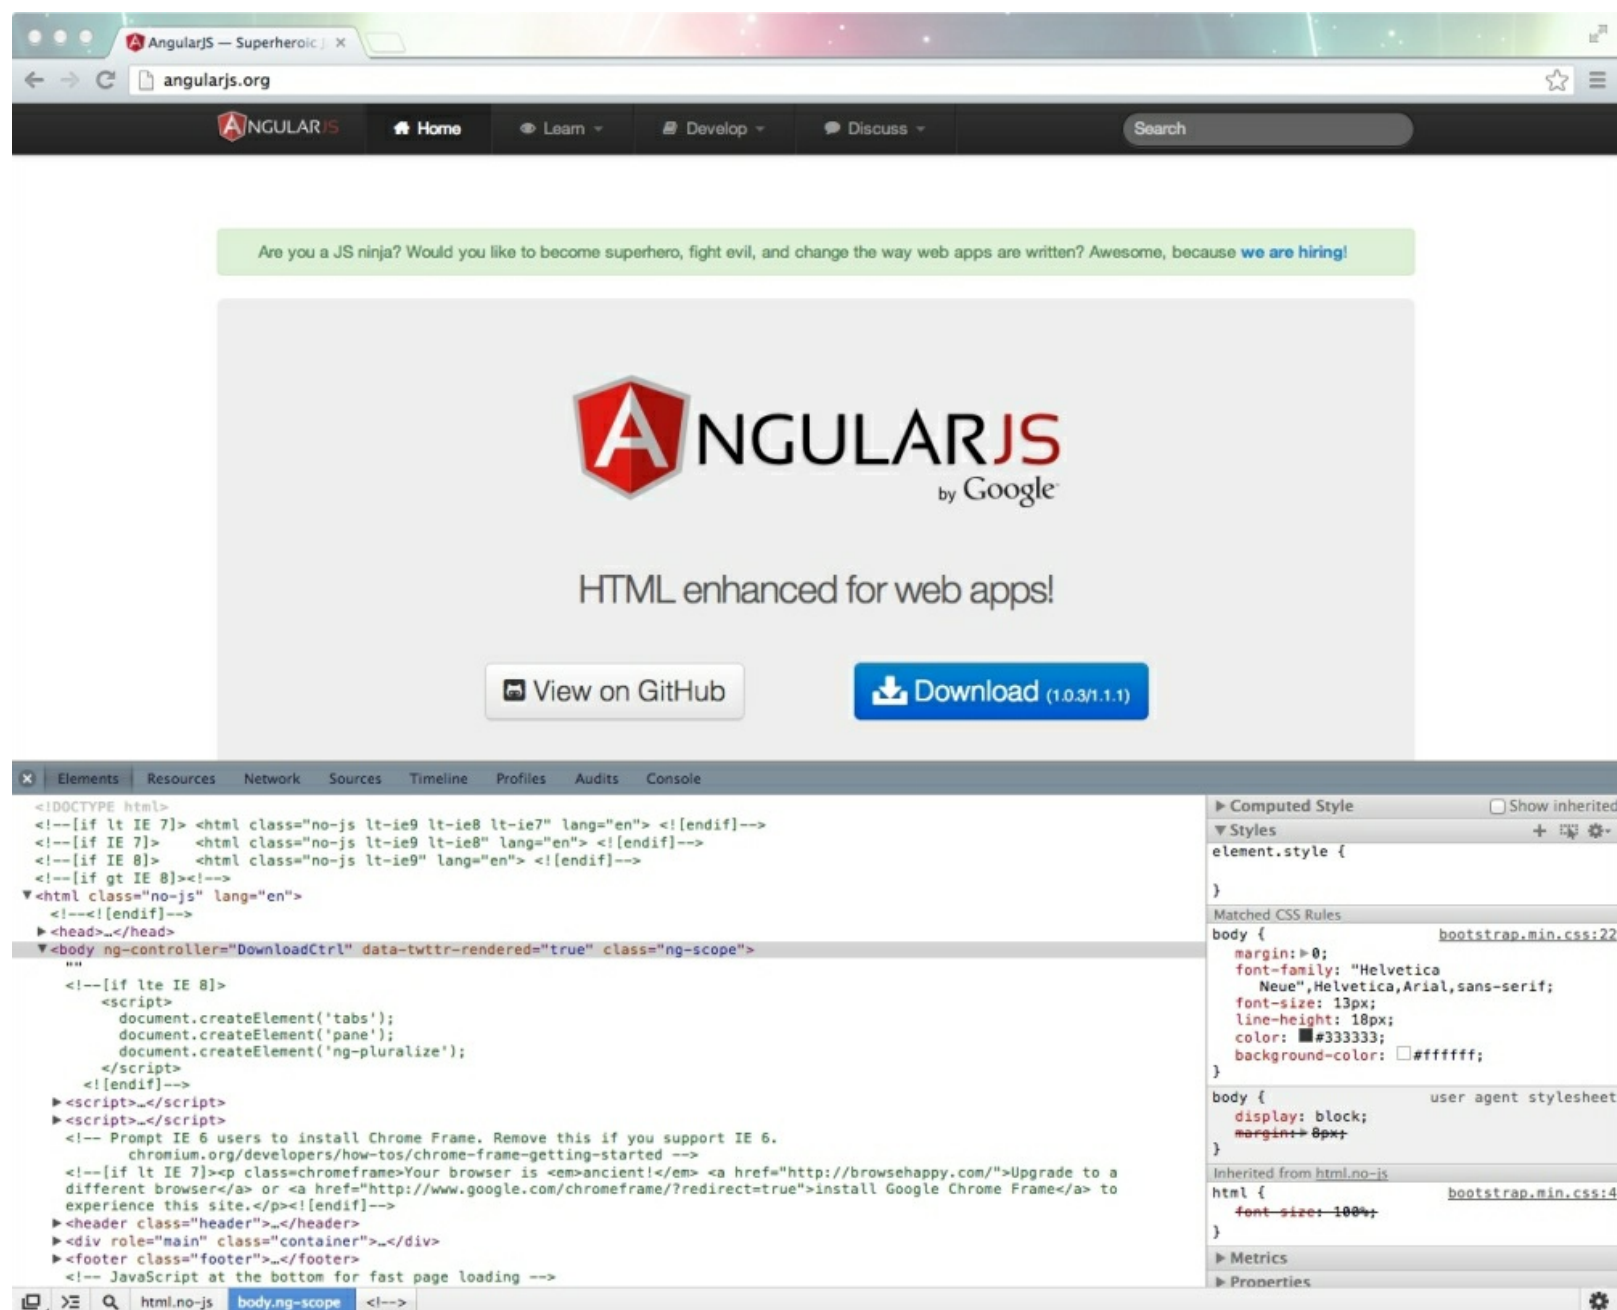 AngularJS — Superheroic J
angularjs.org
ANGULARJS Home Learn Develop Discuss Search
Are you a JS ninja? Would you like to become superhero, fight evil, and change the way web apps are written? Awesome, because we are hiring!
ANGULARJS
by Google
HTML enhanced for web apps!
View on GitHub Download (1.0.3/1.1.1)
Elements Resources Network Sources Timeline Profiles Audits Console
<!DOCTYPE html>
<!--[if lt IE 7]> <html class="no-js lt-ie9 lt-ie8 lt-ie7" lang="en"> <![endif]-->
<!--[if IE 7]>    <html class="no-js lt-ie9 lt-ie8" lang="en"> <![endif]-->
<!--[if IE 8]>    <html class="no-js lt-ie9" lang="en"> <![endif]-->
<!--[if gt IE 8]><!-->
<html class="no-js" lang="en">
<!--<![endif]-->
<head>…</head>
<body ng-controller="DownloadCtrl" data-twttr-rendered="true" class="ng-scope">
""
<!--[if lte IE 8]>
<script>
document.createElement('tabs');
document.createElement('pane');
document.createElement('ng-pluralize');
</script>
<![endif]-->
<script>…</script>
<script>…</script>
<!-- Prompt IE 6 users to install Chrome Frame. Remove this if you support IE 6.
chromium.org/developers/how-tos/chrome-frame-getting-started -->
<!--[if lt IE 7]><p class=chromeframe>Your browser is <em>ancient!</em> <a href="http://browsehappy.com/">Upgrade to a
different browser</a> or <a href="http://www.google.com/chromeframe/?redirect=true">install Google Chrome Frame</a> to
experience this site.</p><![endif]-->
<header class="header">…</header>
<div role="main" class="container">…</div>
<footer class="footer">…</footer>
<!-- JavaScript at the bottom for fast page loading -->
Computed Style Show inherited
Styles
element.style {
}
Matched CSS Rules
body { bootstrap.min.css:22
margin: 0;
font-family: "Helvetica
Neue",Helvetica,Arial,sans-serif;
font-size: 13px;
line-height: 18px;
color: #333333;
background-color: #ffffff;
}
body { user agent stylesheet
display: block;
margin: 8px;
}
Inherited from html.no-js
html { bootstrap.min.css:4
font-size: 100%;
}
Metrics
Properties
html.no-js body.ng-scope <!-->